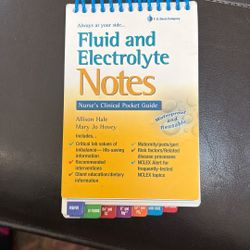 Always at your side...
F. A. Davis Company
Fluid and
Electrolyte
Notes
Nurse's Clinical Pocket Guide
Allison Hale
Mary Jo Hovey
Waterproof and
Reusable
Includes...
✓ Critical lab values of
imbalance—life-saving
information
✓ Recommended
interventions
✓ Client education/dietary
information
✓ Maternity/peds/geri
✓ Risk factors/Related
disease processes
✓ NCLEX Alert for
frequently-tested
NCLEX topics